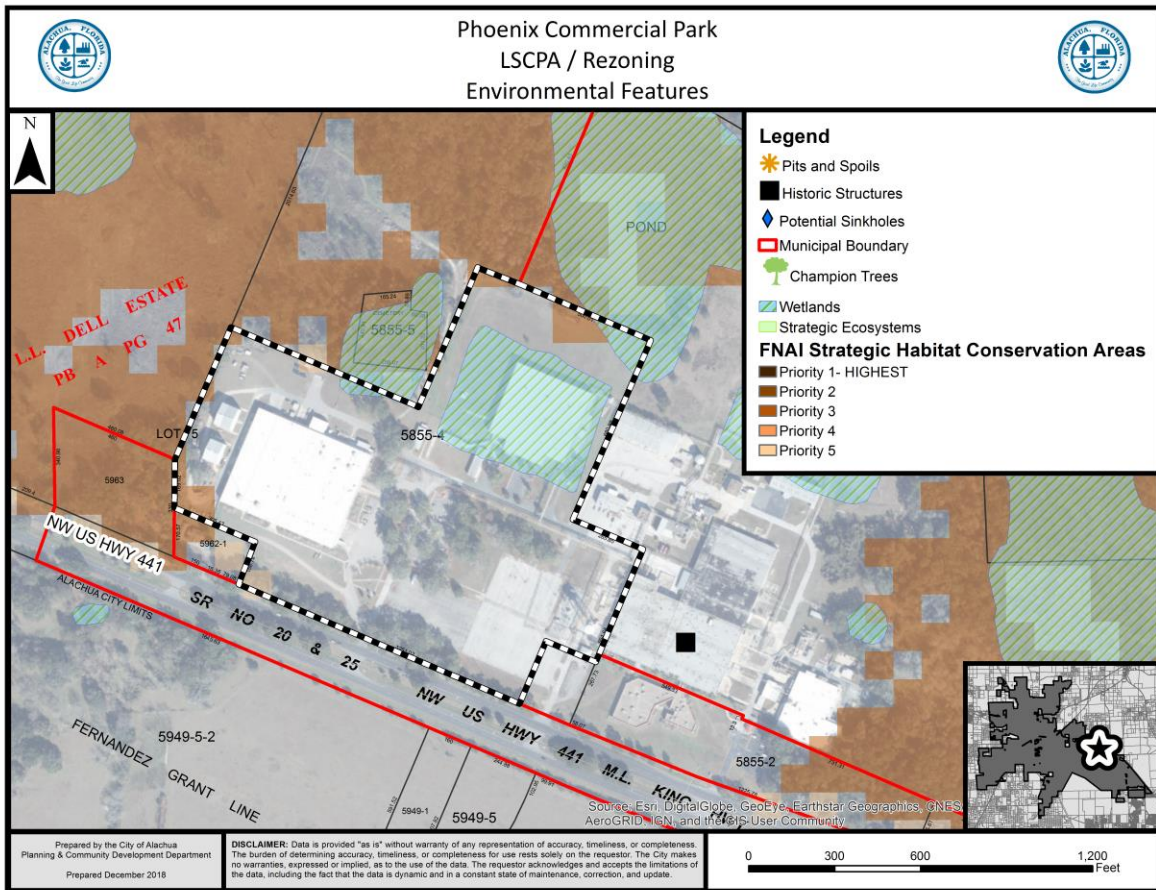 Phoenix Commercial Park
LSCPA / Rezoning
Environmental Features
ALACHUA, FLORIDA
ALACHUA, FLORIDA
N
Legend
Pits and Spoils
Historic Structures
Potential Sinkholes
Municipal Boundary
Champion Trees
Wetlands
Strategic Ecosystems
FNAI Strategic Habitat Conservation Areas
Priority 1- HIGHEST
Priority 2
Priority 3
Priority 4
Priority 5
POND
L.L. DELL ESTATE
PB A PG 47
5855-5
LOT 5
5855-4
5963
5962-1
NW US HWY 441
ALACHUA CITY LIMITS
SR NO 20 & 25
NW US HWY 441 M.L. KING
5949-5-2
FERNANDEZ GRANT LINE
5949-1
5949-5
5855-2
Source: Esri, DigitalGlobe, GeoEye, Earthstar Geographics, CNES
AeroGRID, IGN, and the GIS User Community
Prepared by the City of Alachua
Planning & Community Development Department
Prepared December 2018
DISCLAIMER: Data is provided "as is" without warranty of any representation of accuracy, timeliness, or completeness.
The burden of determining accuracy, timeliness, or completeness for use rests solely on the requestor. The City makes
no warranties, expressed or implied, as to the use of the data. The requestor acknowledges and accepts the limitations of
the data, including the fact that the data is dynamic and in a constant state of maintenance, correction, and update.
0 300 600 1,200
Feet